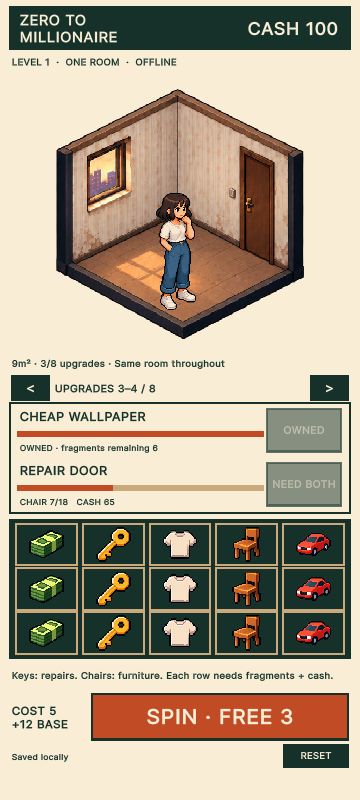 ZERO TO
MILLIONAIRE
CASH 100
LEVEL 1 · ONE ROOM · OFFLINE
9m² · 3/8 upgrades · Same room throughout
< UPGRADES 3–4 / 8 >
CHEAP WALLPAPER
OWNED
OWNED · fragments remaining 6
REPAIR DOOR
NEED BOTH
CHAIR 7/18 CASH 65
Keys: repairs. Chairs: furniture. Each row needs fragments + cash.
COST 5
+12 BASE
SPIN · FREE 3
Saved locally
RESET